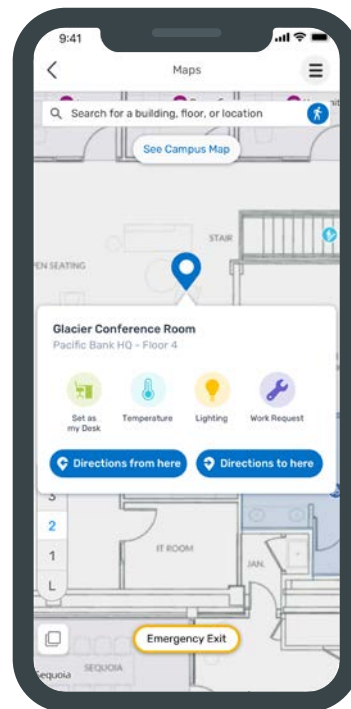 9:41
Maps
Search for a building, floor, or location
See Campus Map
STAIR
EN SEATING
Glacier Conference Room
Pacific Bank HQ - Floor 4
Set as
my Desk
Temperature
Lighting
Work Request
Directions from here
Directions to here
3
2
1
L
IT ROOM
JAN.
Emergency Exit
Sequoia
SEQUOIA